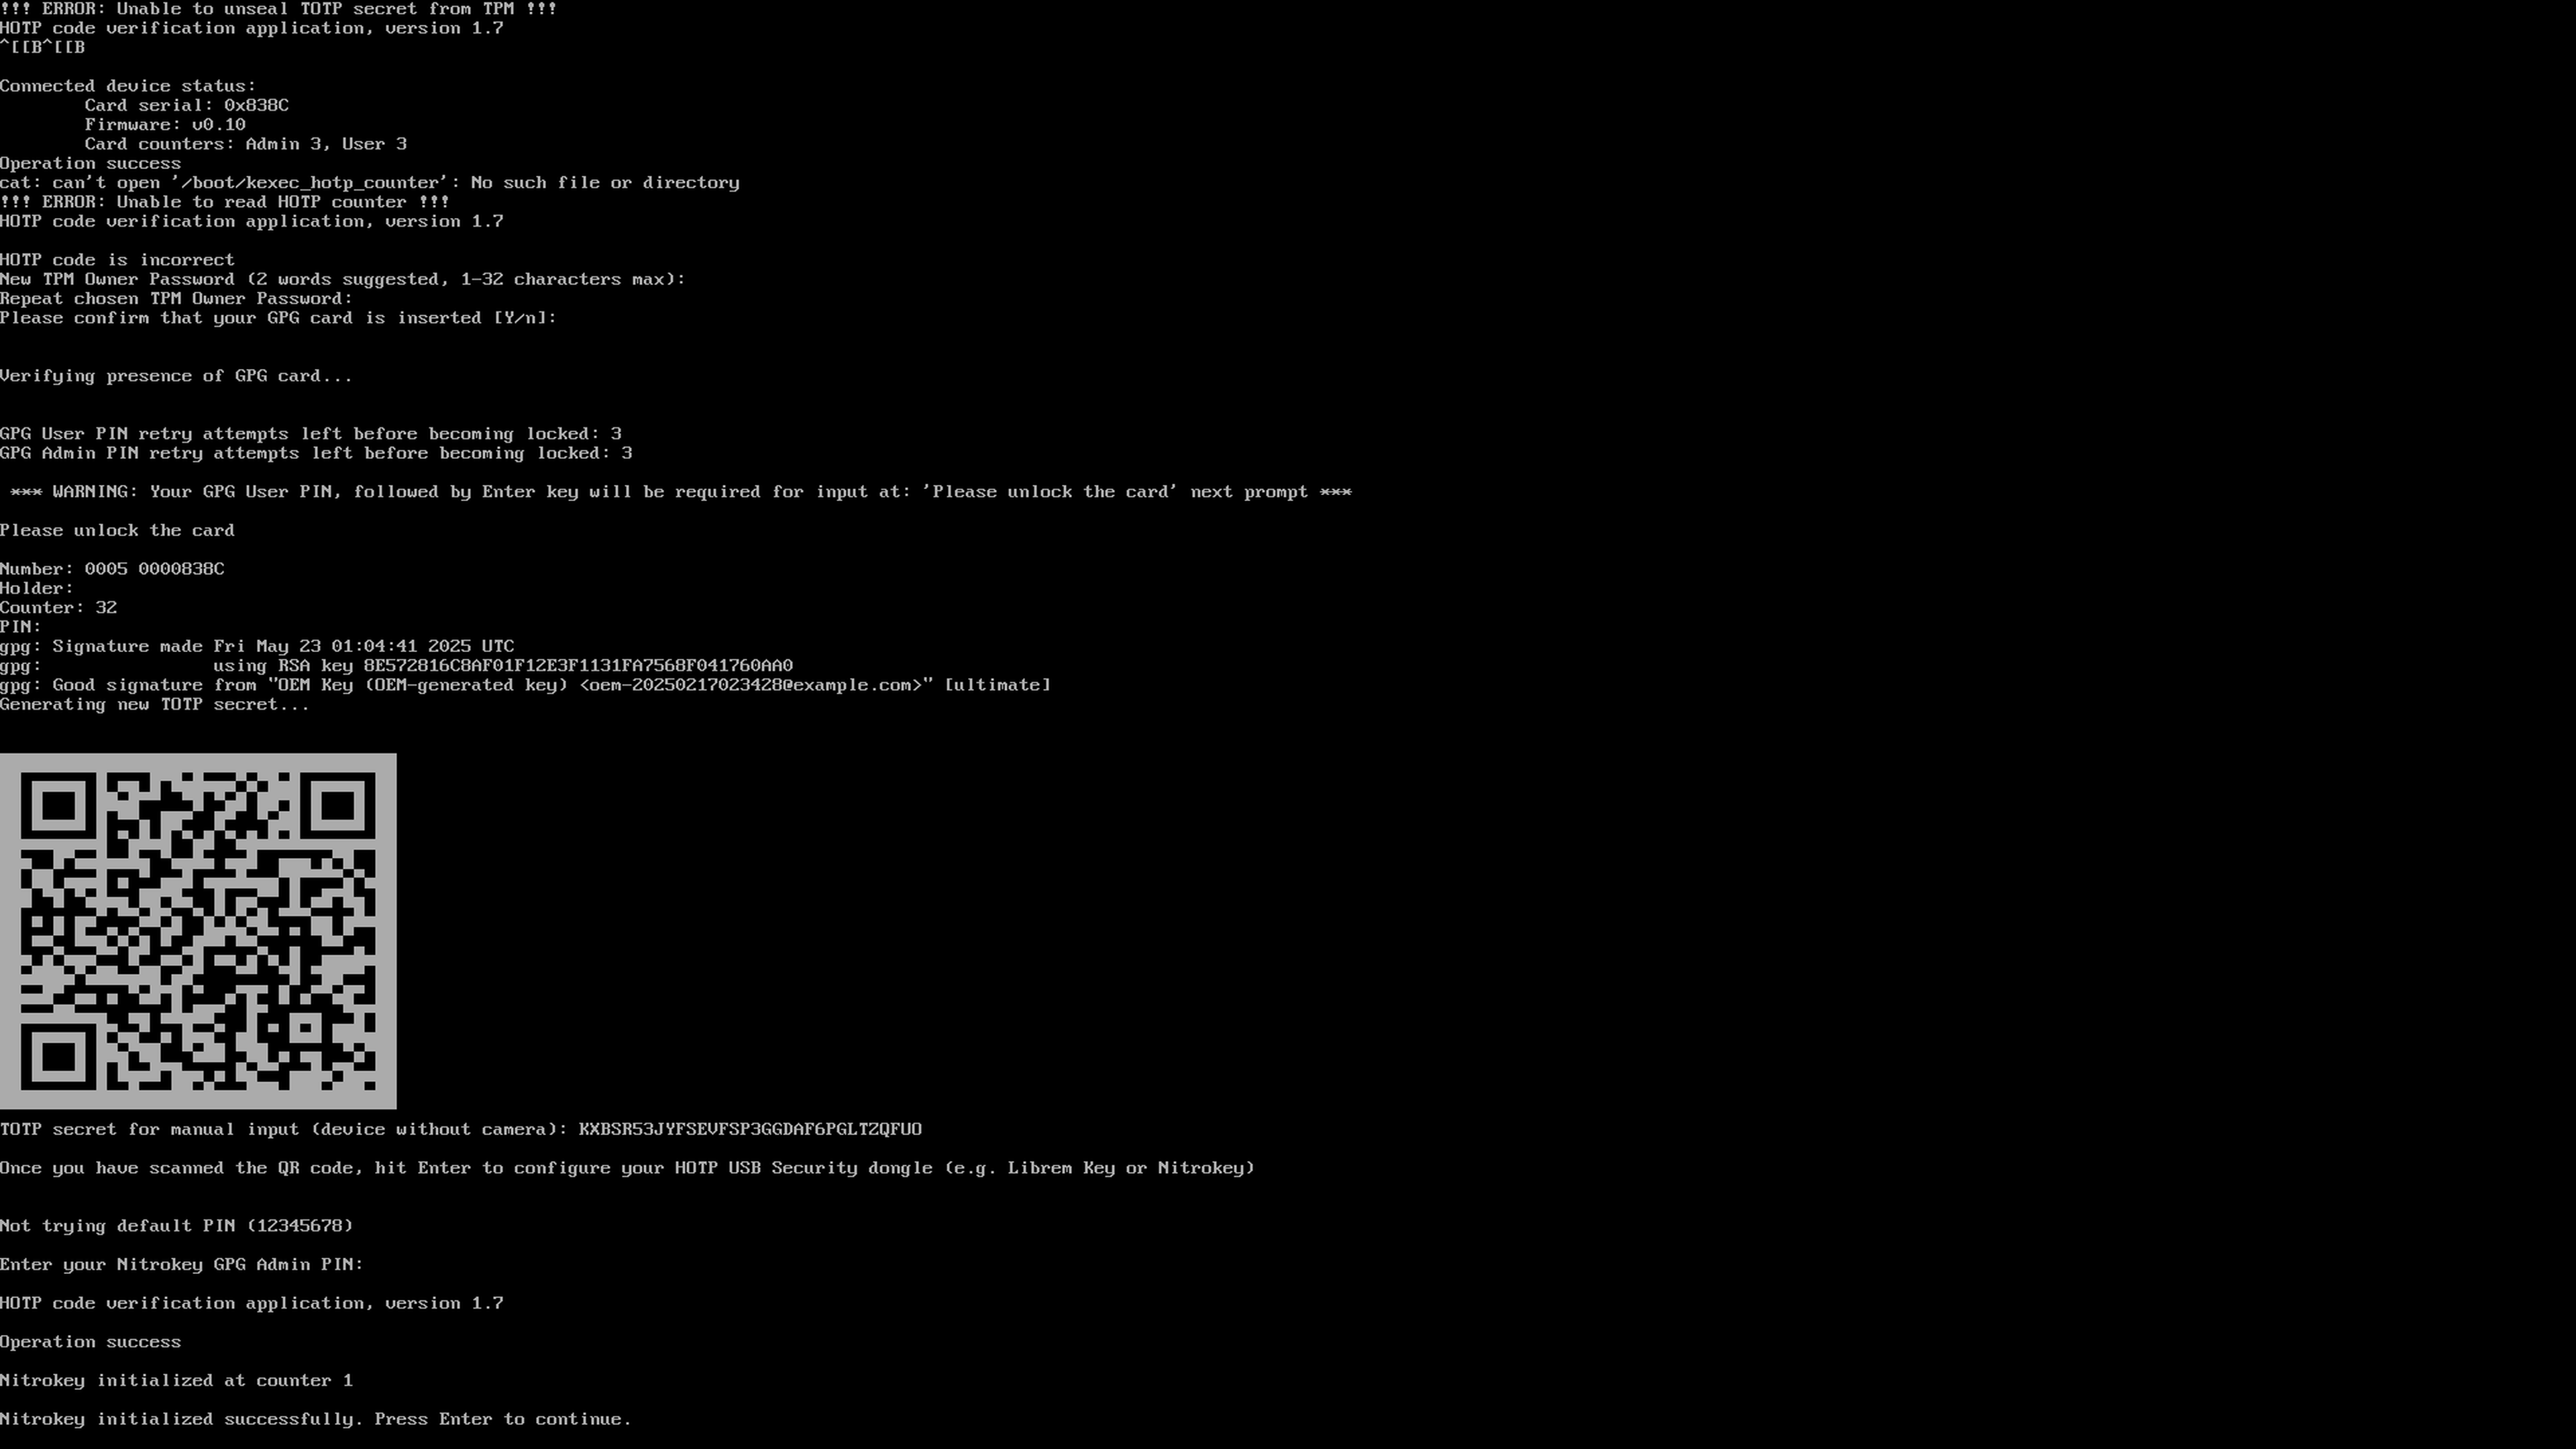 !!! ERROR: Unable to unseal TOTP secret from TPM !!!
HOTP code verification application, version 1.7
^[[B^[[B
Connected device status:
Card serial: 0x838C
Firmware: v0.10
Card counters: Admin 3, User 3
Operation success
cat: can't open '/boot/kexec_hotp_counter': No such file or directory
!!! ERROR: Unable to read HOTP counter !!!
HOTP code verification application, version 1.7
HOTP code is incorrect
New TPM Owner Password (2 words suggested, 1-32 characters max):
Repeat chosen TPM Owner Password:
Please confirm that your GPG card is inserted [Y/n]:
Verifying presence of GPG card...
GPG User PIN retry attempts left before becoming locked: 3
GPG Admin PIN retry attempts left before becoming locked: 3
*** WARNING: Your GPG User PIN, followed by Enter key will be required for input at: 'Please unlock the card' next prompt ***
Please unlock the card
Number: 0005 0000838C
Holder:
Counter: 32
PIN:
gpg: Signature made Fri May 23 01:04:41 2025 UTC
gpg:                using RSA key 8E572816C8AF01F12E3F1131FA7568F041760AA0
gpg: Good signature from "OEM Key (OEM-generated key) <oem-20250217023428@example.com>" [ultimate]
Generating new TOTP secret...
TOTP secret for manual input (device without camera): KXBSR53JYFSEVFSP3GGDAF6PGLTZQFUO
Once you have scanned the QR code, hit Enter to configure your HOTP USB Security dongle (e.g. Librem Key or Nitrokey)
Not trying default PIN (12345678)
Enter your Nitrokey GPG Admin PIN:
HOTP code verification application, version 1.7
Operation success
Nitrokey initialized at counter 1
Nitrokey initialized successfully. Press Enter to continue.